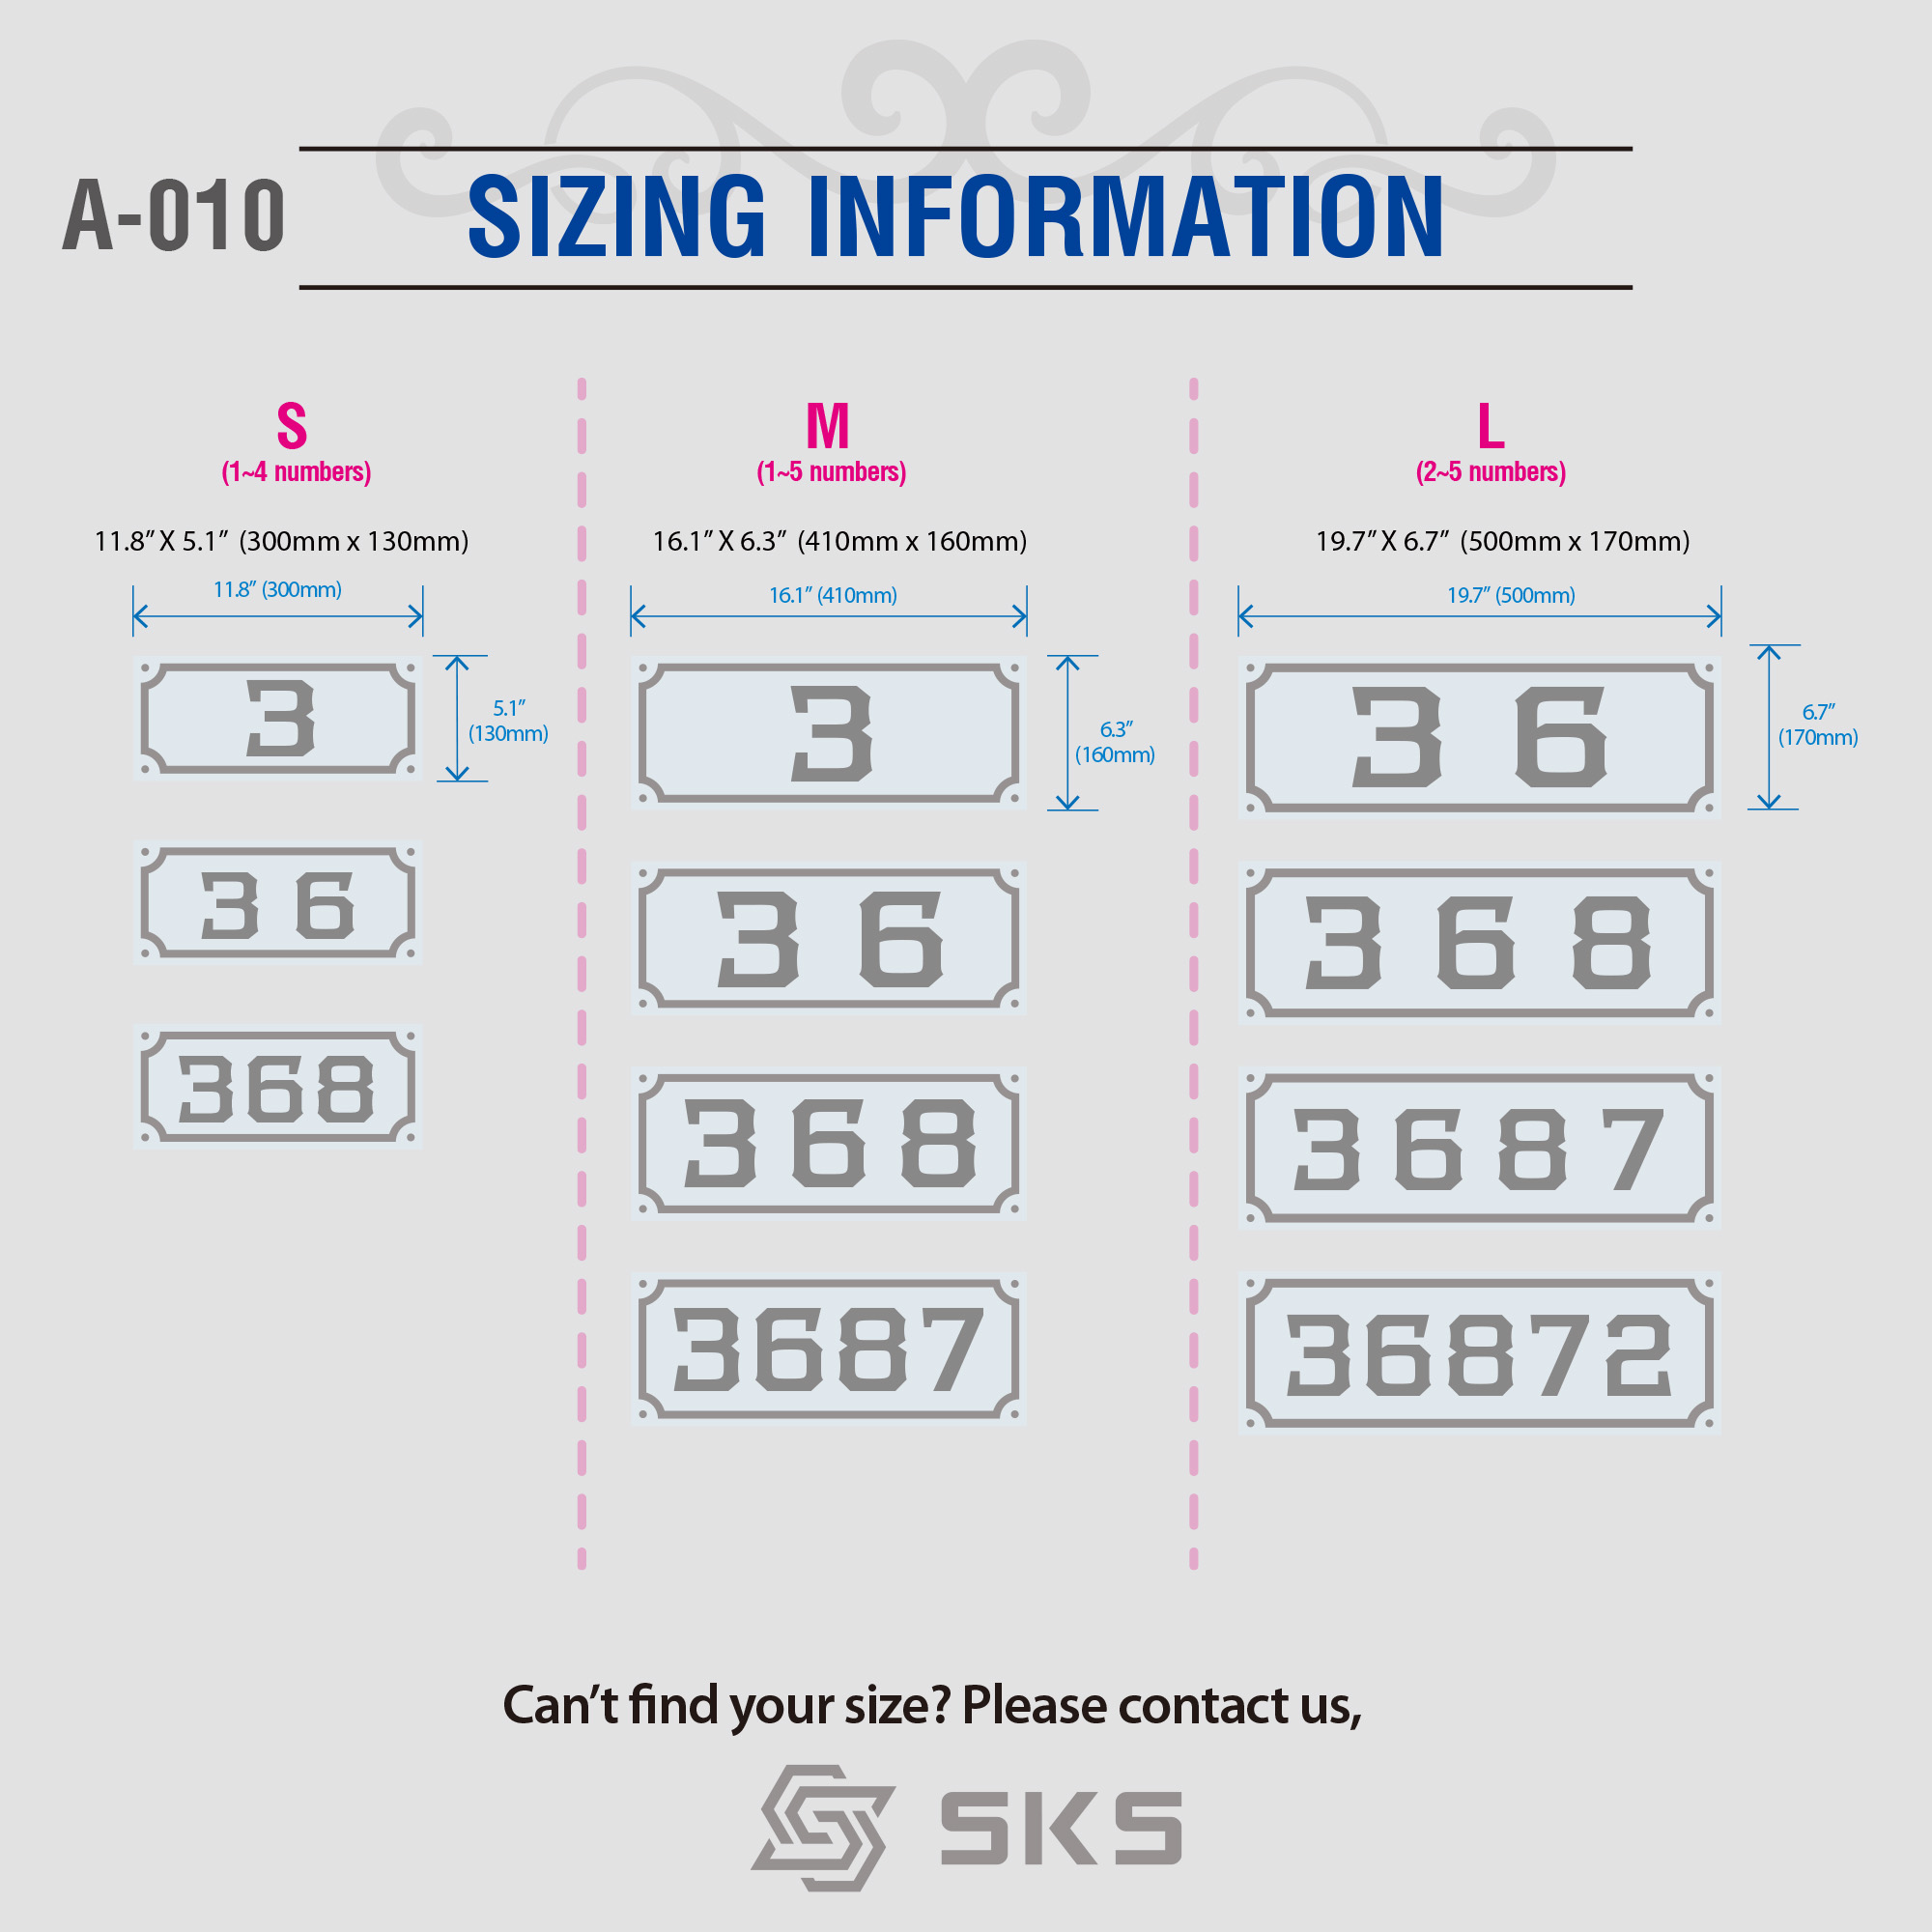 A-010
SIZING INFORMATION
S
(1~4 numbers)
11.8” X 5.1” (300mm x 130mm)
11.8” (300mm)
5.1”
(130mm)
3
3 6
368
M
(1~5 numbers)
16.1” X 6.3” (410mm x 160mm)
16.1” (410mm)
6.3”
(160mm)
3
3 6
3 6 8
3687
L
(2~5 numbers)
19.7” X 6.7” (500mm x 170mm)
19.7” (500mm)
6.7”
(170mm)
3 6
3 6 8
3 6 8 7
36872
Can’t find your size? Please contact us,
SKS